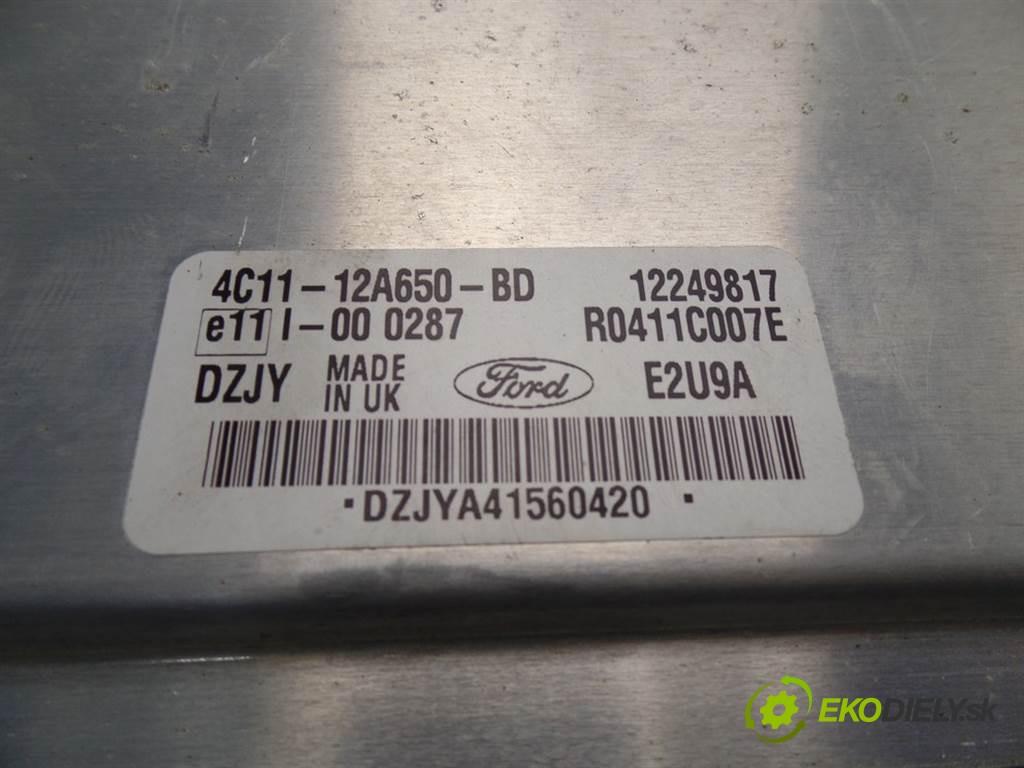 4C11-12A650-BD 12249817
e11 I-00 0287 R0411C007E
DZJY MADE IN UK Ford E2U9A
·DZJYA41560420 ·
EKODIELY.sk